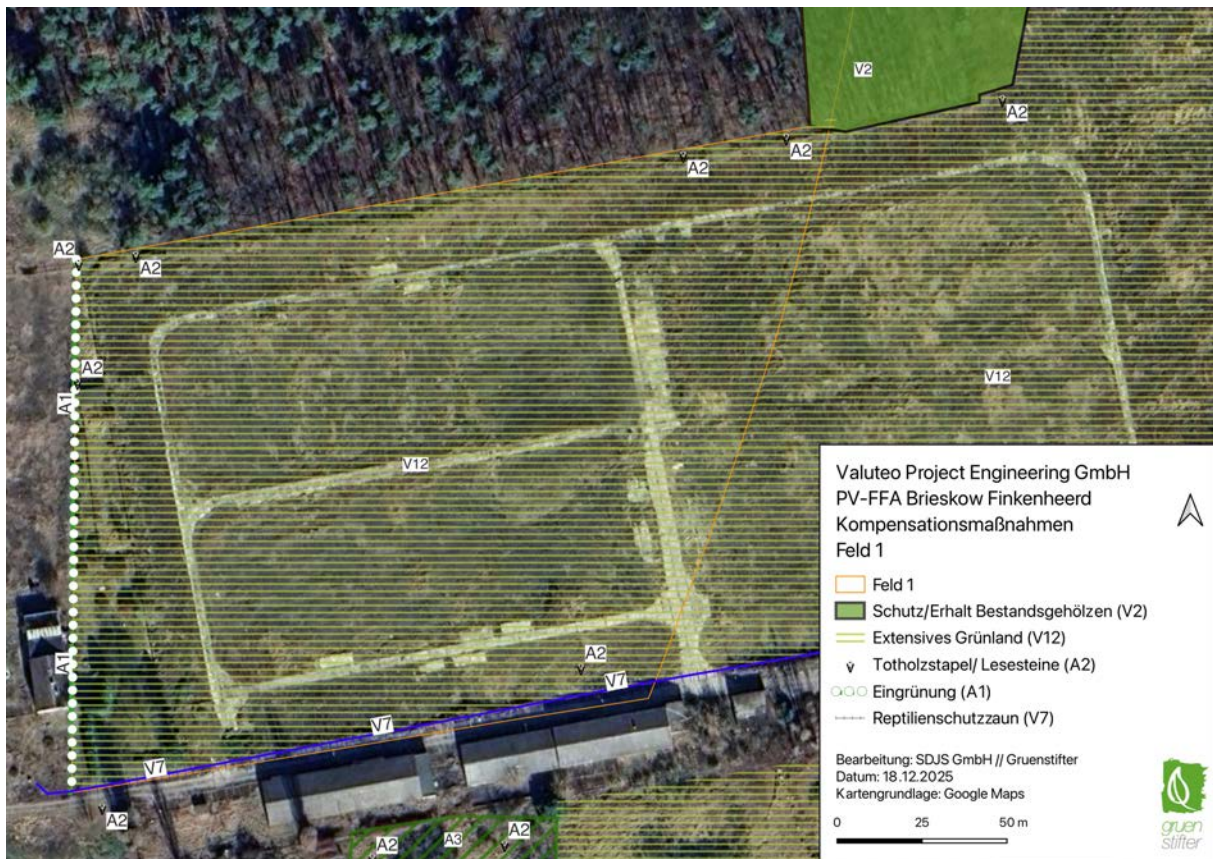 V2
A2
A2
A2
A2
A2
A2
A1
V12
V12
A2
A1
V7
V7
V7
A2
A3
A2
A2
Valuteo Project Engineering GmbH
PV-FFA Brieskow Finkenheerd
Kompensationsmaßnahmen
Feld 1
Feld 1
Schutz/Erhalt Bestandsgehölzen (V2)
Extensives Grünland (V12)
Totholzstapel/ Lesesteine (A2)
Eingrünung (A1)
Reptilienschutzzaun (V7)
Bearbeitung: SDJS GmbH // Gruenstifter
Datum: 18.12.2025
Kartengrundlage: Google Maps
0 25 50 m
gruen
stifter